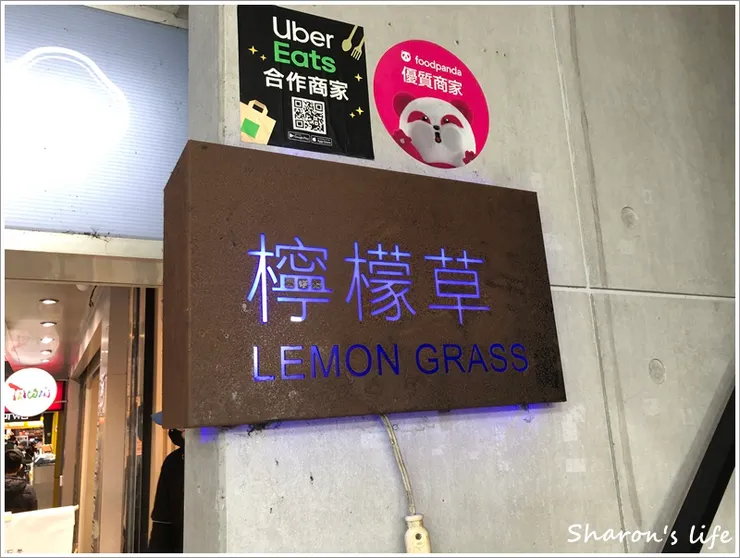 Uber
Eats
合作商家
foodpanda
優質商家
檸檬草
LEMON GRASS
Sharon's life